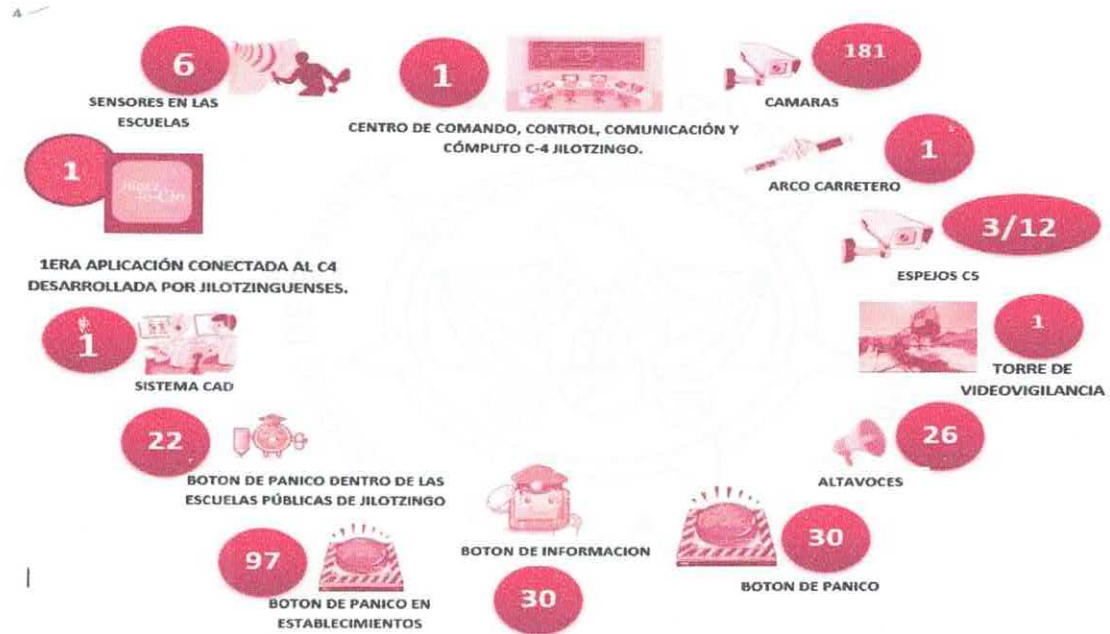 6
SENSORES EN LAS
ESCUELAS
1
CENTRO DE COMANDO, CONTROL, COMUNICACIÓN Y
CÓMPUTO C-4 JILOTZINGO.
181
CAMARAS
1
ARCO CARRETERO
3/12
ESPEJOS C5
1
TORRE DE
VIDEOVIGILANCIA
26
ALTAVOCES
30
BOTON DE PANICO
BOTON DE INFORMACION
30
97
BOTON DE PANICO EN
ESTABLECIMIENTOS
22
BOTON DE PANICO DENTRO DE LAS
ESCUELAS PÚBLICAS DE JILOTZINGO
1
SISTEMA CAD
1
1ERA APLICACIÓN CONECTADA AL C4
DESARROLLADA POR JILOTZINGUENSES.